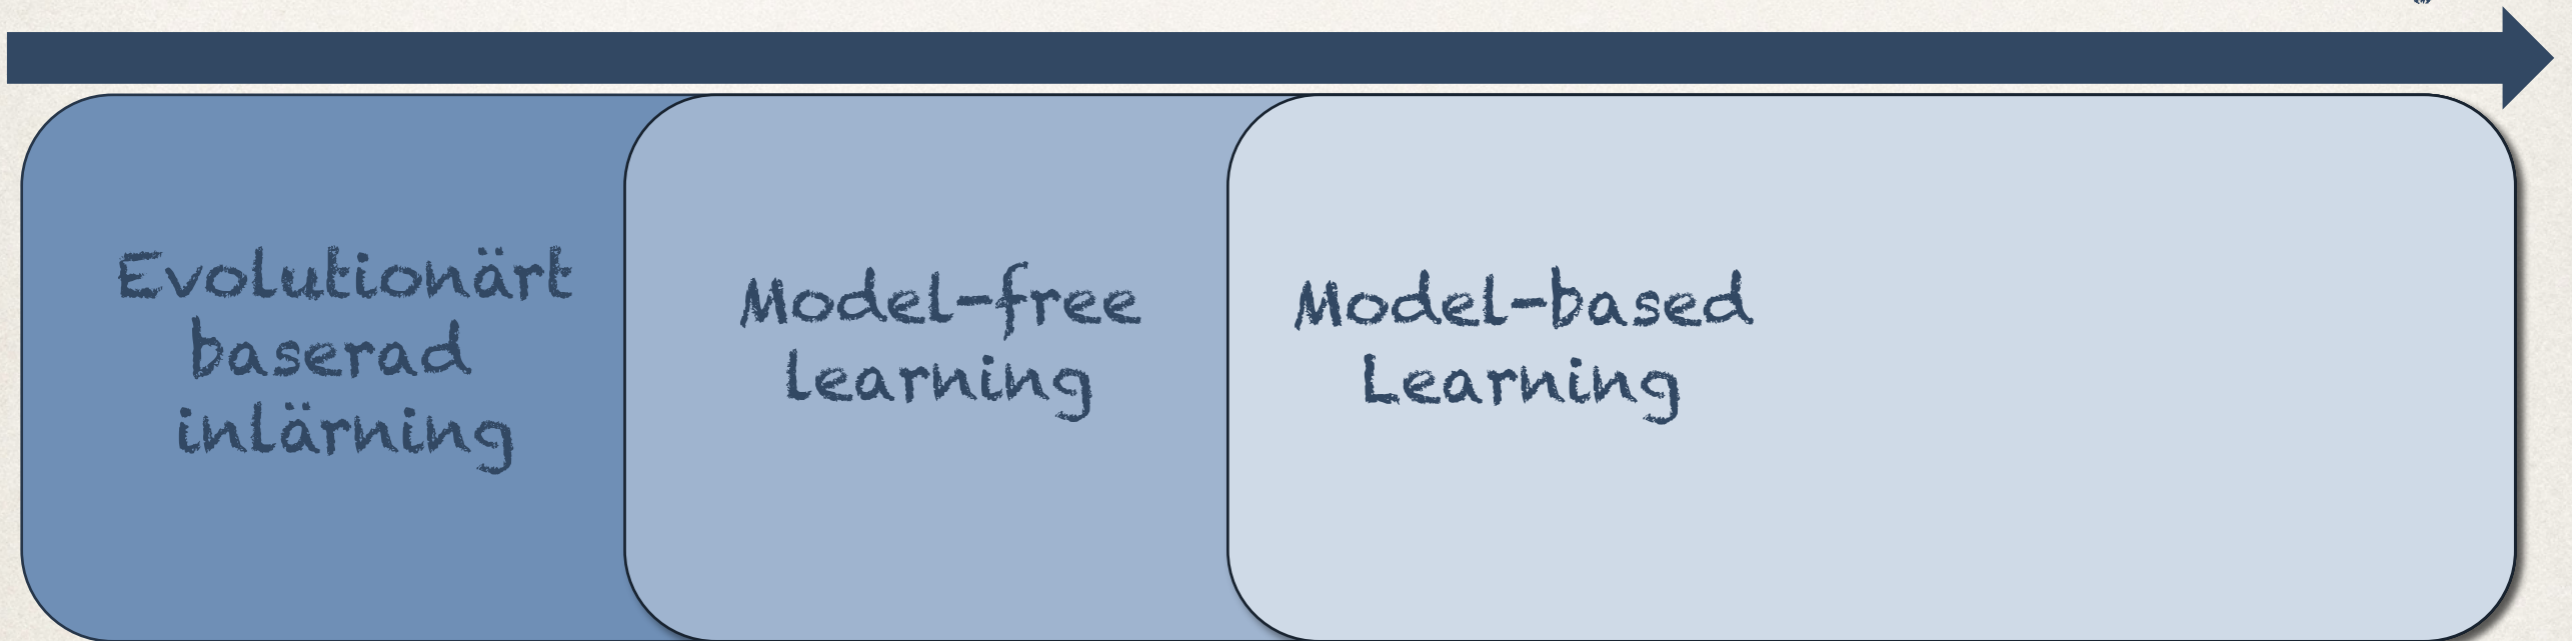 Evolutionärt
baserad
inlärning
Model-free
learning
Model-based
Learning